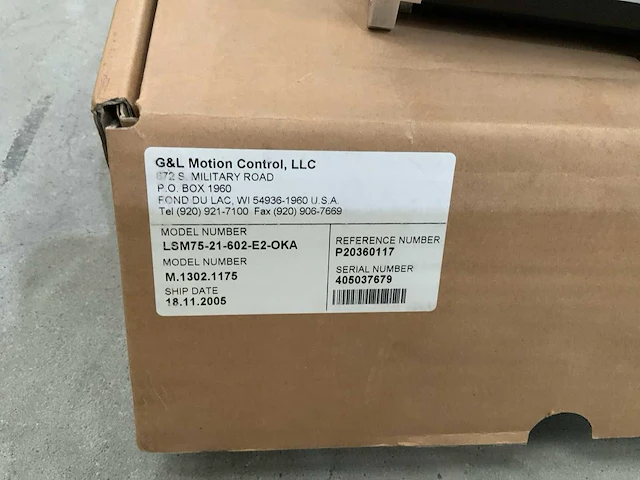 G&L Motion Control, LLC
672 S. MILITARY ROAD
P.O. BOX 1960
FOND DU LAC, WI 54936-1960 U.S.A.
Tel (920) 921-7100 Fax (920) 906-7669
MODEL NUMBER
LSM75-21-602-E2-OKA
MODEL NUMBER
M.1302.1175
SHIP DATE
18.11.2005
REFERENCE NUMBER
P20360117
SERIAL NUMBER
405037679